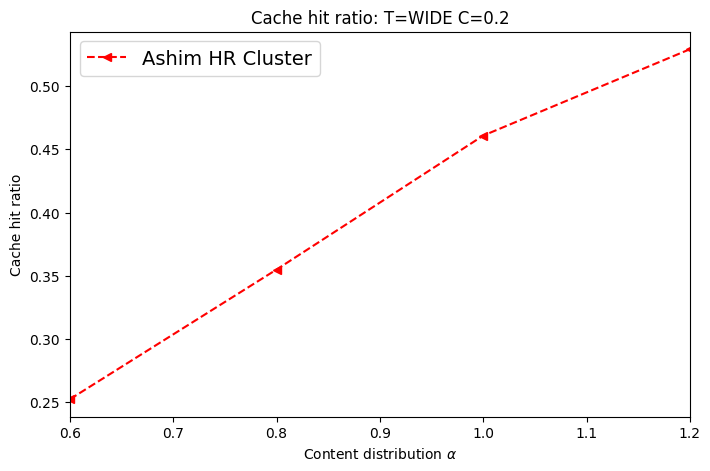 Cache hit ratio: T=WIDE C=0.2
Ashim HR Cluster
Cache hit ratio
0.50
0.45
0.40
0.35
0.30
0.25
0.6 0.7 0.8 0.9 1.0 1.1 1.2
Content distribution α